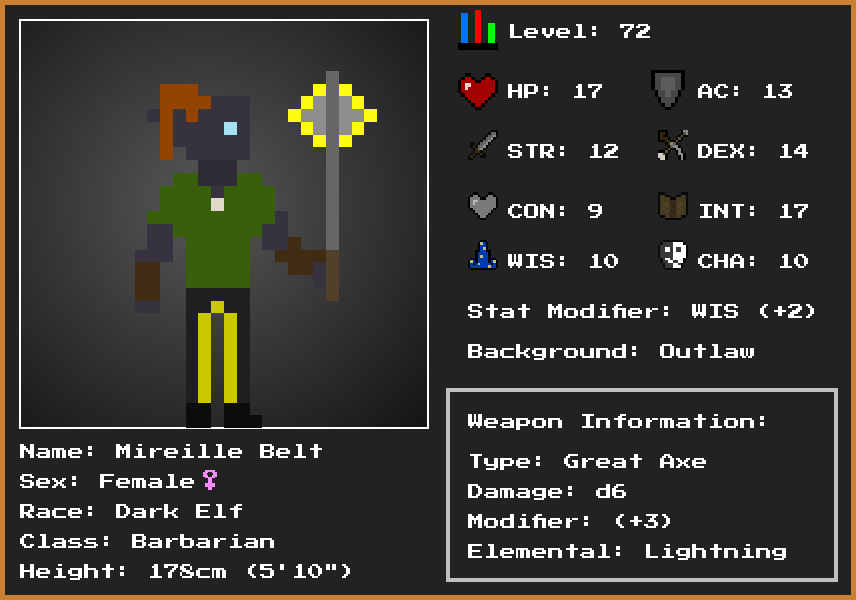 Level: 72
HP: 17
AC: 13
STR: 12
DEX: 14
CON: 9
INT: 17
WIS: 10
CHA: 10
Stat Modifier: WIS (+2)
Background: Outlaw
Name: Mireille Belt
Sex: Female♀
Race: Dark Elf
Class: Barbarian
Height: 178cm (5'10")
Weapon Information:
Type: Great Axe
Damage: d6
Modifier: (+3)
Elemental: Lightning